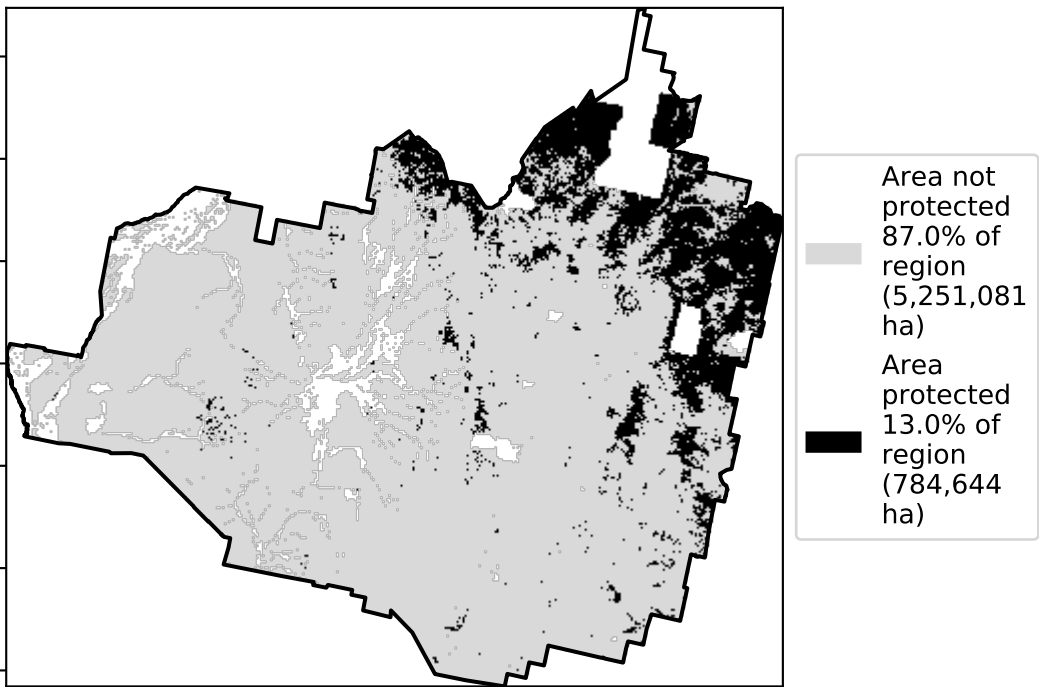 Area not
protected
87.0% of
region
(5,251,081
ha)
Area
protected
13.0% of
region
(784,644
ha)